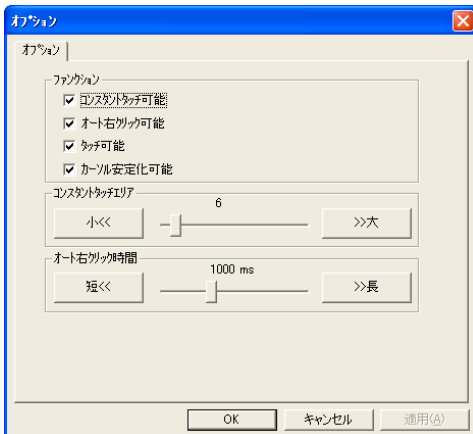 オプション
オプション
ファンクション
コンスタントタッチ可能
オート右クリック可能
タッチ可能
カーソル安定化可能
コンスタントタッチエリア
6
小<<
>>大
オート右クリック時間
1000 ms
短<<
>>長
OK
キャンセル
適用(A)